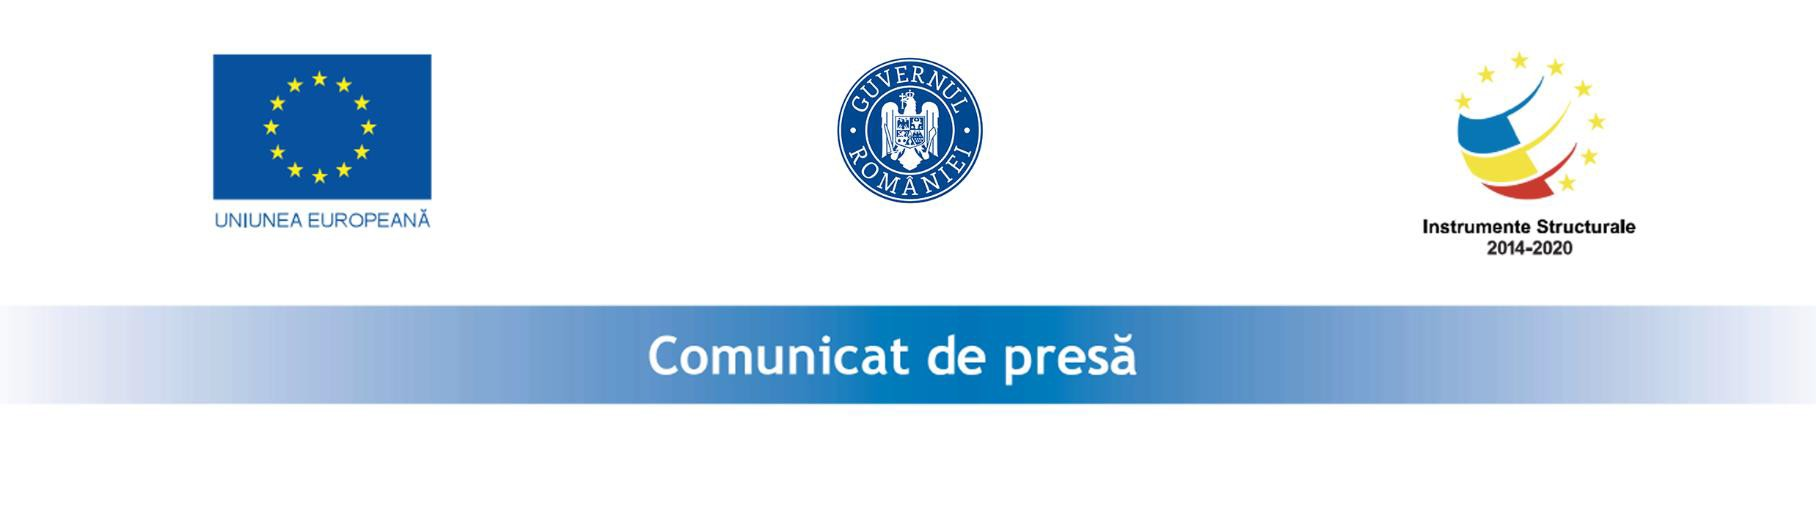 UNIUNEA EUROPEANĂ
GUVERNUL
ROMÂNIEI
Instrumente Structurale
2014-2020
Comunicat de presă